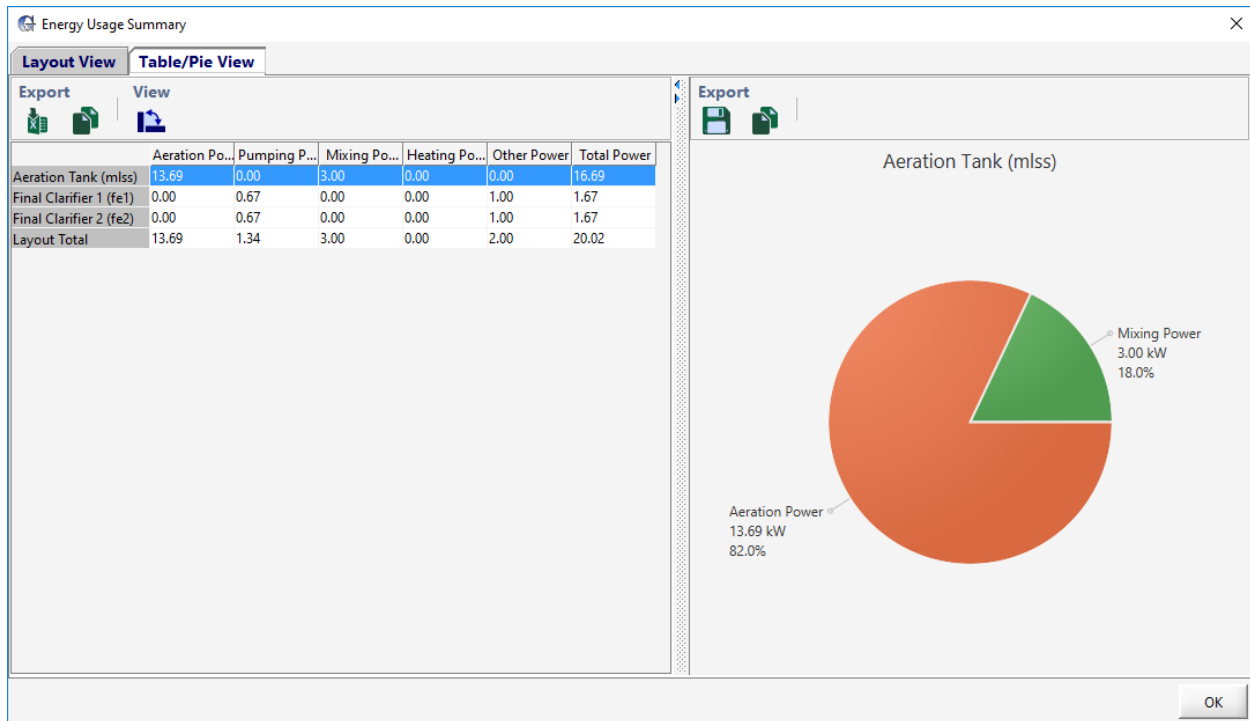 Energy Usage Summary
Layout View Table/Pie View
Export View
Aeration Po... Pumping P... Mixing Po... Heating Po... Other Power Total Power
Aeration Tank (mlss) 13.69 0.00 3.00 0.00 0.00 16.69
Final Clarifier 1 (fe1) 0.00 0.67 0.00 0.00 1.00 1.67
Final Clarifier 2 (fe2) 0.00 0.67 0.00 0.00 1.00 1.67
Layout Total 13.69 1.34 3.00 0.00 2.00 20.02
Export
Aeration Tank (mlss)
Mixing Power
3.00 kW
18.0%
Aeration Power
13.69 kW
82.0%
OK